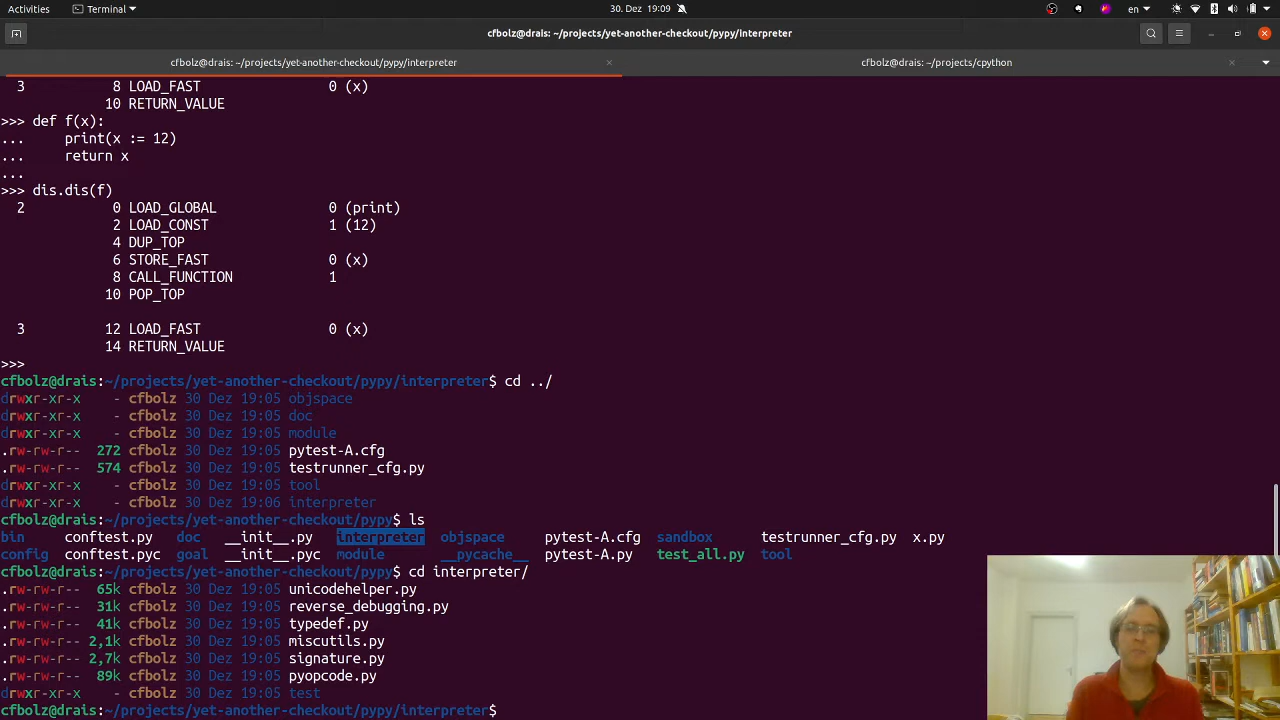 Activities Terminal 30. Dez 19:09 en
cfbolz@drais: ~/projects/yet-another-checkout/pypy/interpreter
cfbolz@drais: ~/projects/yet-another-checkout/pypy/interpreter cfbolz@drais: ~/projects/cpython
3 8 LOAD_FAST 0 (x)
10 RETURN_VALUE
>>> def f(x):
... print(x := 12)
... return x
...
>>> dis.dis(f)
2 0 LOAD_GLOBAL 0 (print)
2 LOAD_CONST 1 (12)
4 DUP_TOP
6 STORE_FAST 0 (x)
8 CALL_FUNCTION 1
10 POP_TOP
3 12 LOAD_FAST 0 (x)
14 RETURN_VALUE
>>>
cfbolz@drais:~/projects/yet-another-checkout/pypy/interpreter$ cd ../
drwxr-xr-x - cfbolz 30 Dez 19:05 objspace
drwxr-xr-x - cfbolz 30 Dez 19:05 doc
drwxr-xr-x - cfbolz 30 Dez 19:05 module
.rw-rw-r-- 272 cfbolz 30 Dez 19:05 pytest-A.cfg
.rw-rw-r-- 574 cfbolz 30 Dez 19:05 testrunner_cfg.py
drwxr-xr-x - cfbolz 30 Dez 19:05 tool
drwxr-xr-x - cfbolz 30 Dez 19:06 interpreter
cfbolz@drais:~/projects/yet-another-checkout/pypy$ ls
bin conftest.py doc __init__.py interpreter objspace pytest-A.cfg sandbox testrunner_cfg.py x.py
config conftest.pyc goal __init__.pyc module __pycache__ pytest-A.py test_all.py tool
cfbolz@drais:~/projects/yet-another-checkout/pypy$ cd interpreter/
.rw-rw-r-- 65k cfbolz 30 Dez 19:05 unicodehelper.py
.rw-rw-r-- 31k cfbolz 30 Dez 19:05 reverse_debugging.py
.rw-rw-r-- 41k cfbolz 30 Dez 19:05 typedef.py
.rw-rw-r-- 2,1k cfbolz 30 Dez 19:05 miscutils.py
.rw-rw-r-- 2,7k cfbolz 30 Dez 19:05 signature.py
.rw-rw-r-- 89k cfbolz 30 Dez 19:05 pyopcode.py
drwxr-xr-x - cfbolz 30 Dez 19:05 test
cfbolz@drais:~/projects/yet-another-checkout/pypy/interpreter$